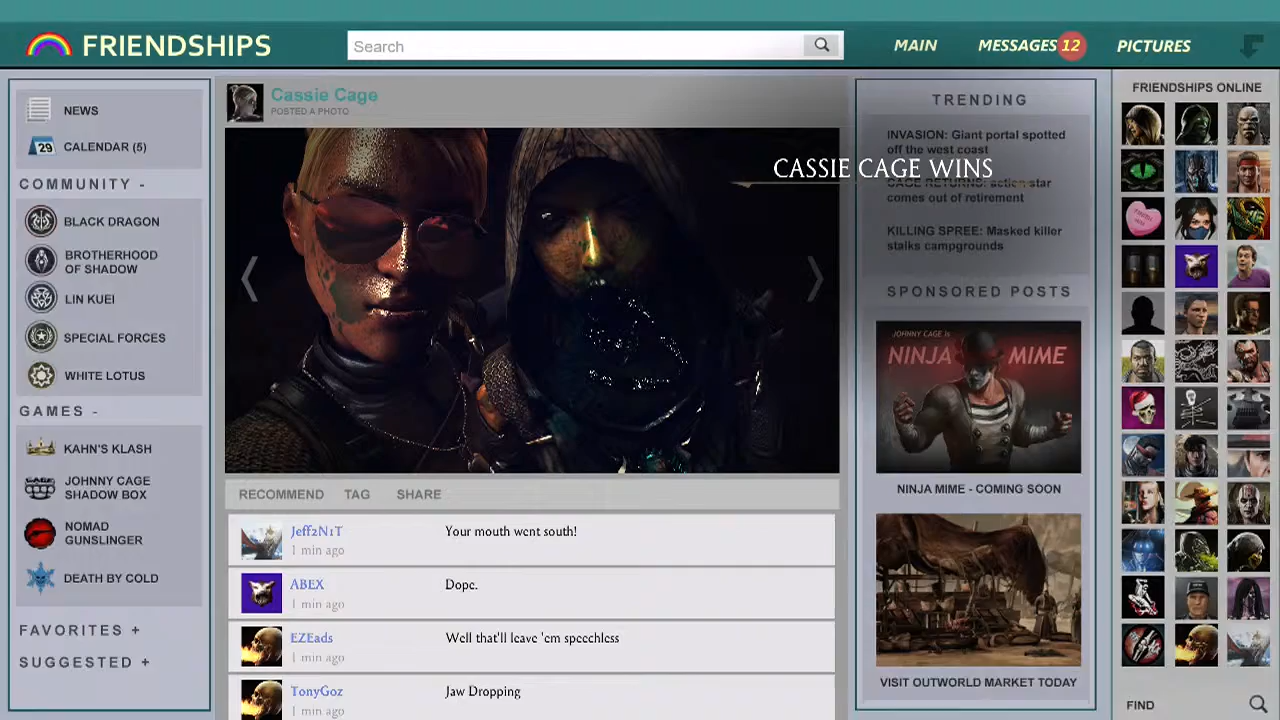 FRIENDSHIPS
Search
MAIN
MESSAGES 12
PICTURES
NEWS
29
CALENDAR (5)
COMMUNITY -
BLACK DRAGON
BROTHERHOOD
OF SHADOW
LIN KUEI
SPECIAL FORCES
WHITE LOTUS
GAMES -
KAHN'S KLASH
JOHNNY CAGE
SHADOW BOX
NOMAD
GUNSLINGER
DEATH BY COLD
FAVORITES +
SUGGESTED +
Cassie Cage
POSTED A PHOTO
CASSIE CAGE WINS
RECOMMEND
TAG
SHARE
Jeff2N1T
Your mouth went south!
1 min ago
ABEX
Dope.
1 min ago
EZEads
Well that'll leave 'em speechless
1 min ago
TonyGoz
Jaw Dropping
1 min ago
TRENDING
INVASION: Giant portal spotted
off the west coast
CAGE RETURNS: action star
comes out of retirement
KILLING SPREE: Masked killer
stalks campgrounds
SPONSORED POSTS
JOHNNY CAGE is
NINJA MIME
NINJA MIME - COMING SOON
VISIT OUTWORLD MARKET TODAY
FRIENDSHIPS ONLINE
FIND